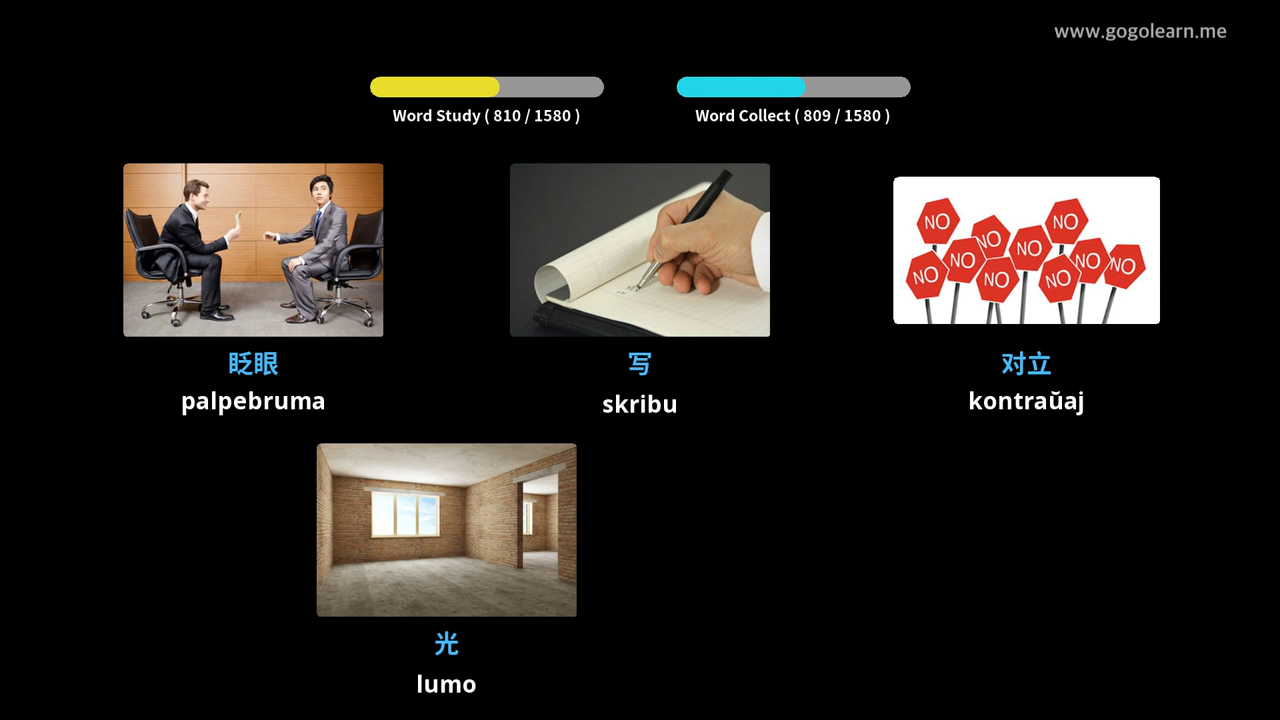 www.gogolearn.me
Word Study ( 810 / 1580 )
Word Collect ( 809 / 1580 )
NO
NO
NO
NO
NO
NO
NO
NO
NO
NO
眨眼
写
对立
palpebruma
skribu
kontraŭaj
光
lumo